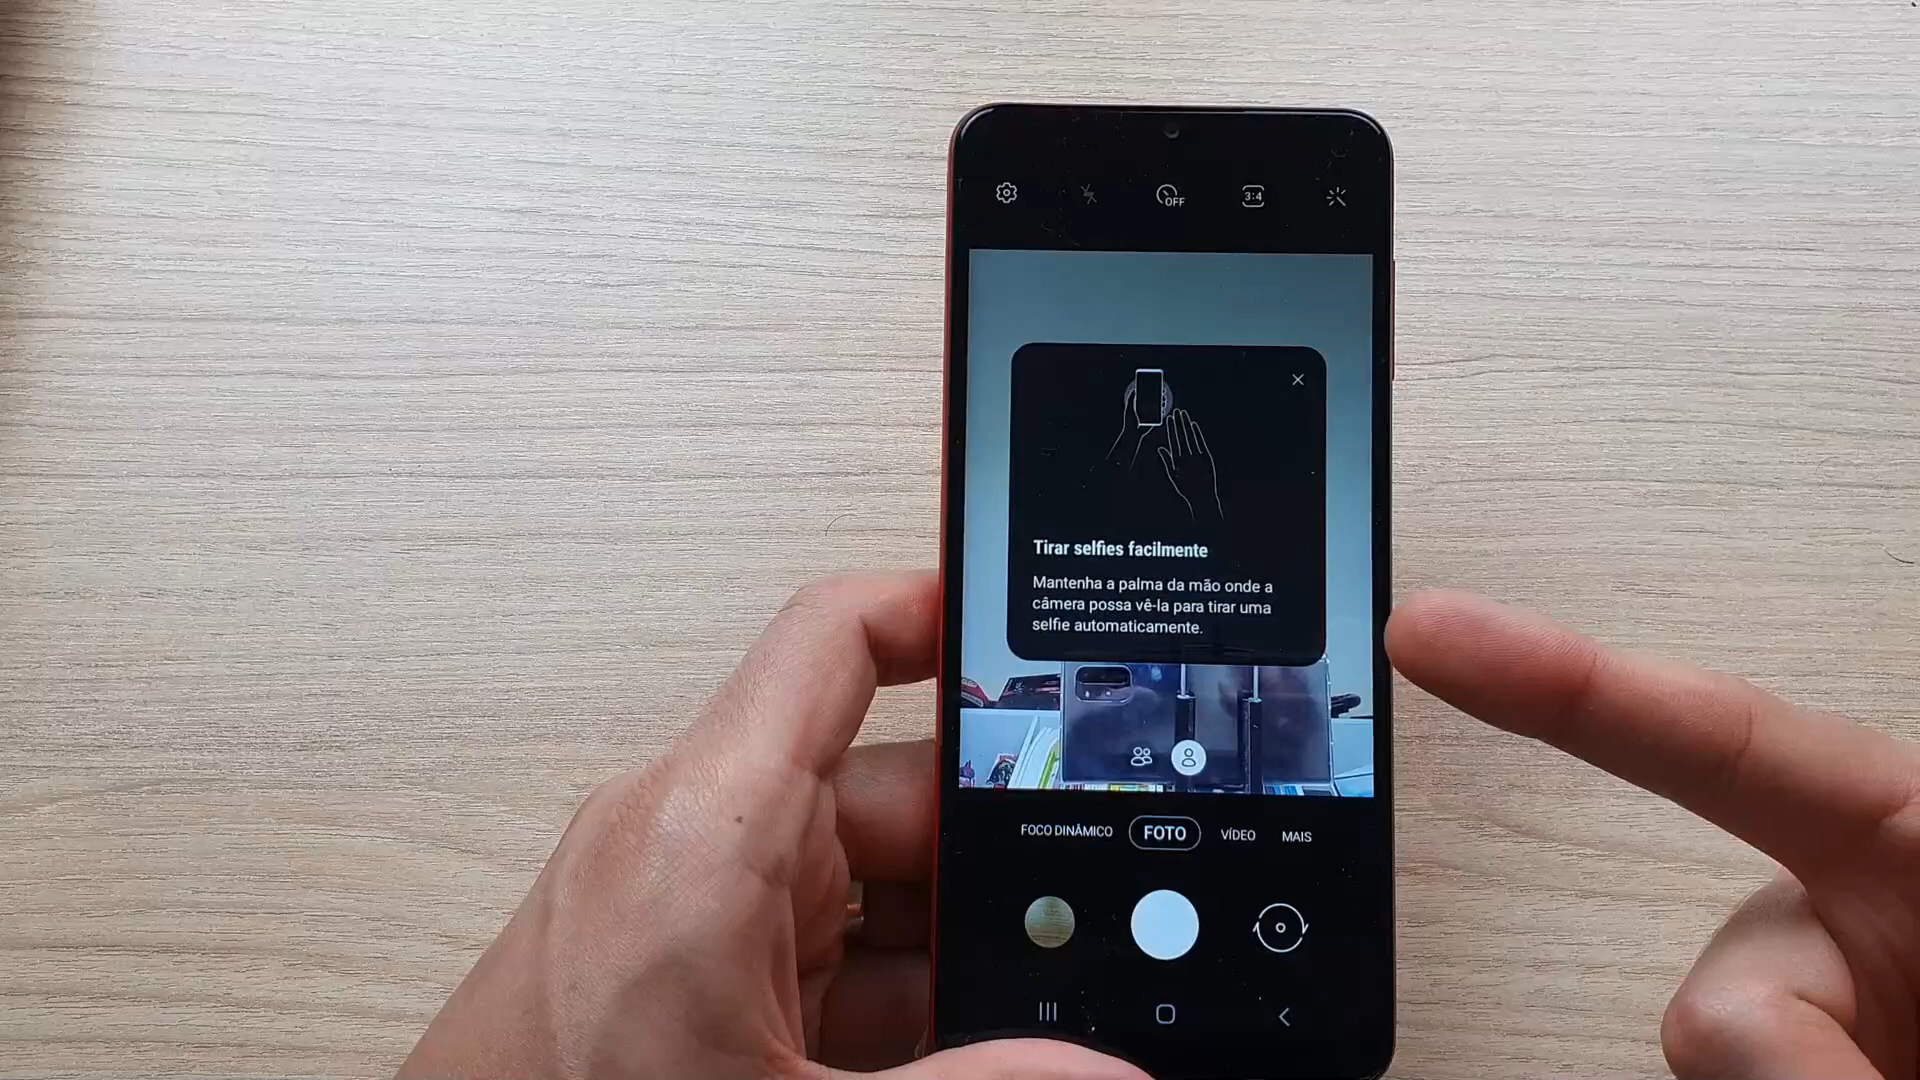 OFF
3:4
Tirar selfies facilmente
Mantenha a palma da mão onde a
câmera possa vê-la para tirar uma
selfie automaticamente.
FOCO DINÂMICO FOTO VÍDEO MAIS